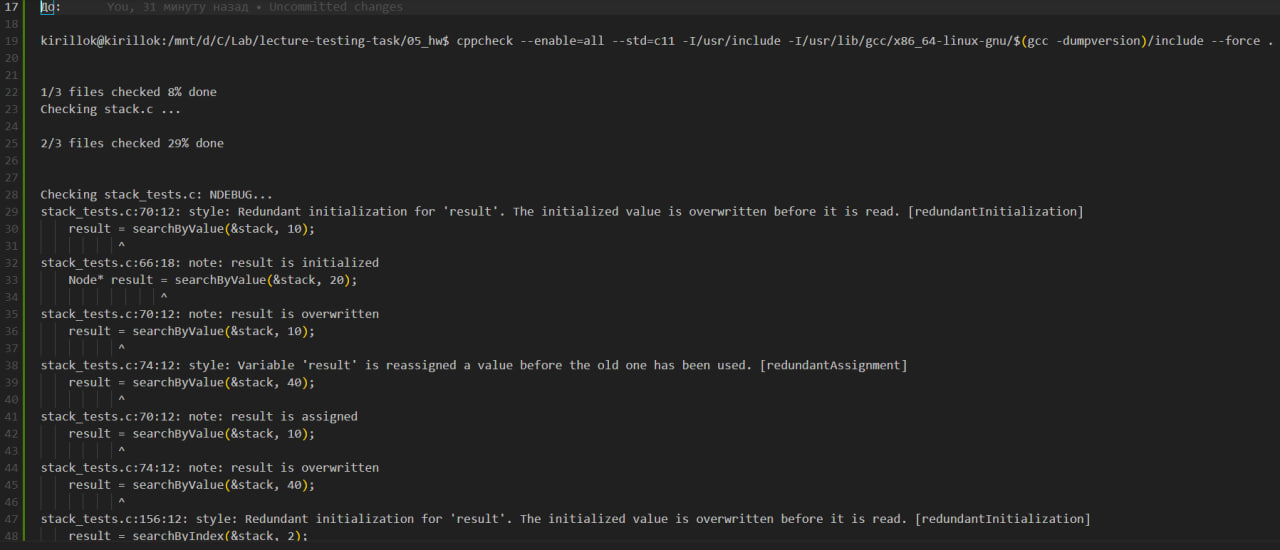 17 До: You, 31 минуту назад • Uncommitted changes
18
19 kirillok@kirillok:/mnt/d/C/Lab/lecture-testing-task/05_hw$ cppcheck --enable=all --std=c11 -I/usr/include -I/usr/lib/gcc/x86_64-linux-gnu/$(gcc -dumpversion)/include --force .
20
21
22 1/3 files checked 8% done
23 Checking stack.c ...
24
25 2/3 files checked 29% done
26
27
28 Checking stack_tests.c: NDEBUG...
29 stack_tests.c:70:12: style: Redundant initialization for 'result'. The initialized value is overwritten before it is read. [redundantInitialization]
30 result = searchByValue(&stack, 10);
31 ^
32 stack_tests.c:66:18: note: result is initialized
33 Node* result = searchByValue(&stack, 20);
34 ^
35 stack_tests.c:70:12: note: result is overwritten
36 result = searchByValue(&stack, 10);
37 ^
38 stack_tests.c:74:12: style: Variable 'result' is reassigned a value before the old one has been used. [redundantAssignment]
39 result = searchByValue(&stack, 40);
40 ^
41 stack_tests.c:70:12: note: result is assigned
42 result = searchByValue(&stack, 10);
43 ^
44 stack_tests.c:74:12: note: result is overwritten
45 result = searchByValue(&stack, 40);
46 ^
47 stack_tests.c:156:12: style: Redundant initialization for 'result'. The initialized value is overwritten before it is read. [redundantInitialization]
48 result = searchByIndex(&stack, 2);